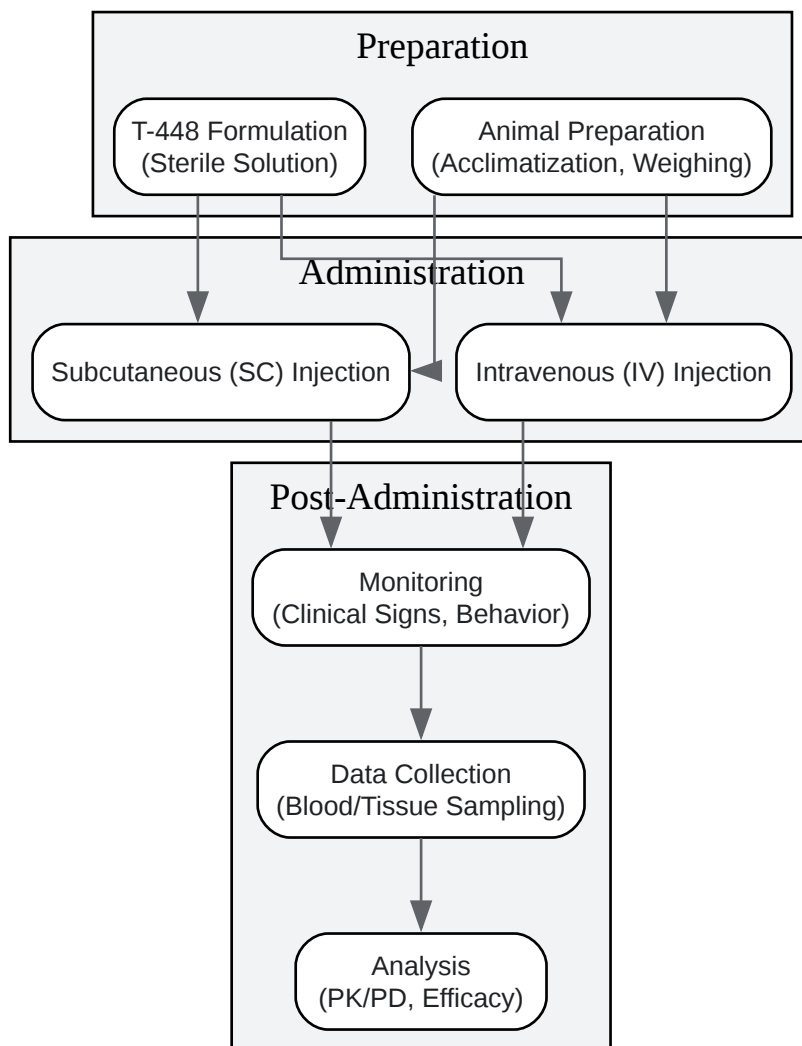 Preparation
T-448 Formulation
(Sterile Solution)
Animal Preparation
(Acclimatization, Weighing)
Administration
Subcutaneous (SC) Injection
Intravenous (IV) Injection
Post-Administration
Monitoring
(Clinical Signs, Behavior)
Data Collection
(Blood/Tissue Sampling)
Analysis
(PK/PD, Efficacy)